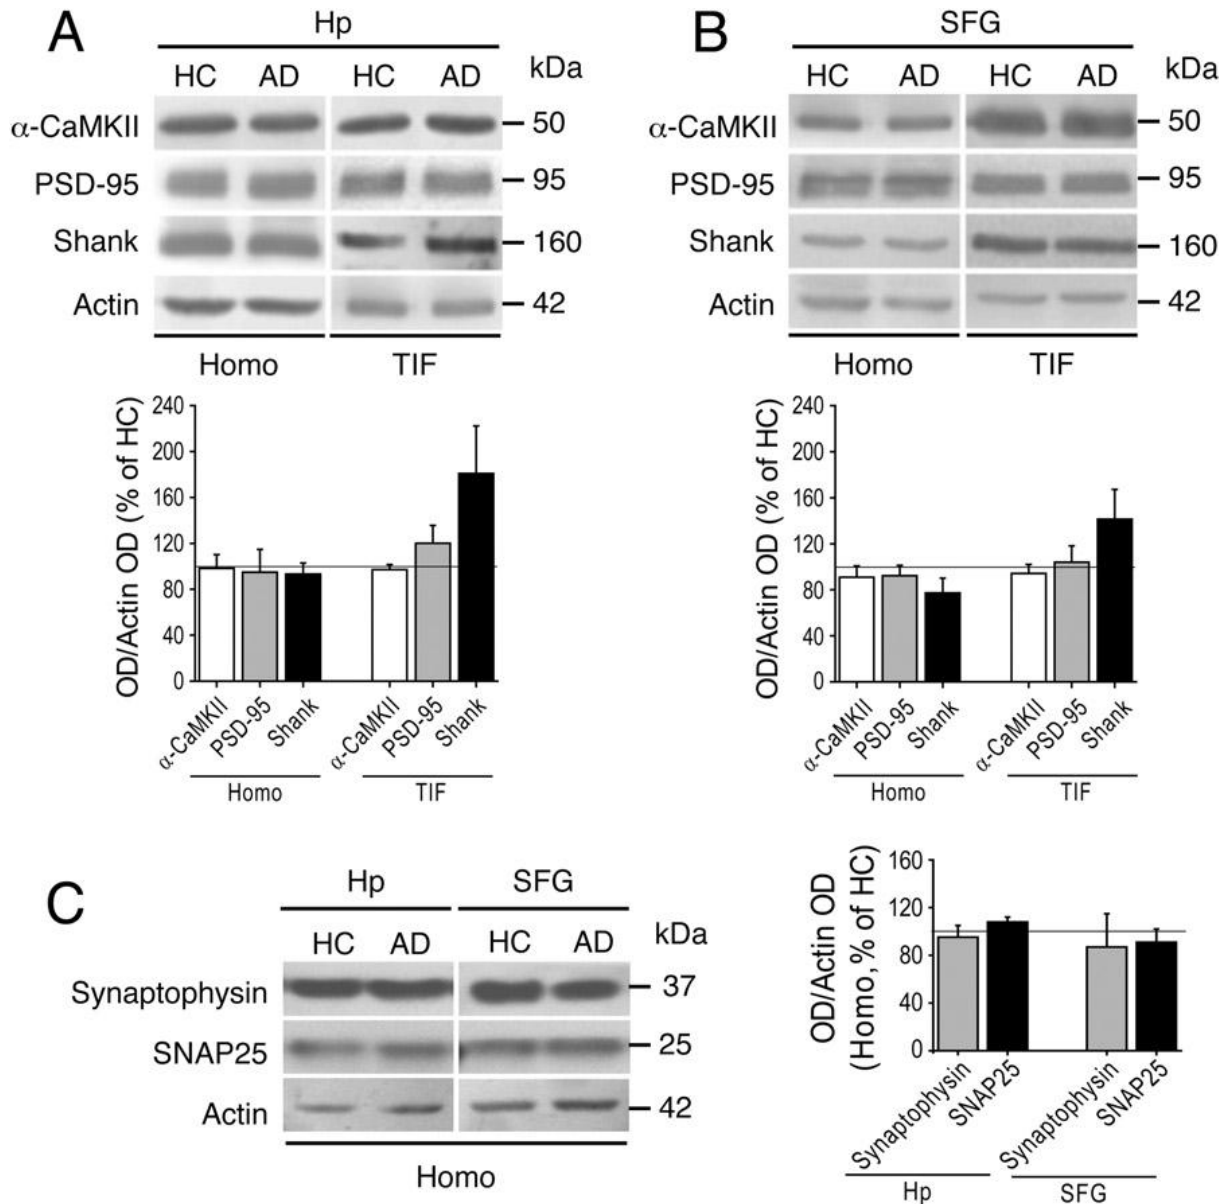 A
Hp
HC AD HC AD kDa
α-CaMKII 50
PSD-95 95
Shank 160
Actin 42
Homo TIF
OD/Actin OD (% of HC)
240
200
160
120
80
40
0
α-CaMKII PSD-95 Shank α-CaMKII PSD-95 Shank
Homo TIF
B
SFG
HC AD HC AD kDa
α-CaMKII 50
PSD-95 95
Shank 160
Actin 42
Homo TIF
OD/Actin OD (% of HC)
240
200
160
120
80
40
0
α-CaMKII PSD-95 Shank α-CaMKII PSD-95 Shank
Homo TIF
C
Hp SFG
HC AD HC AD kDa
Synaptophysin 37
SNAP25 25
Actin 42
Homo
OD/Actin OD
(Homo, % of HC)
160
120
80
40
0
Synaptophysin SNAP25 Synaptophysin SNAP25
Hp SFG